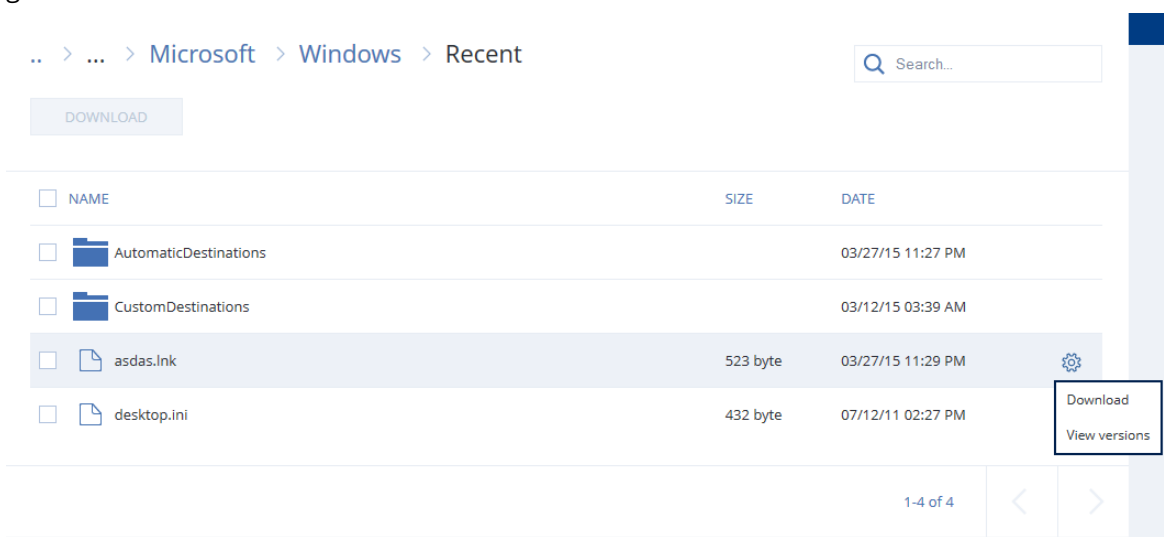 .. > ... > Microsoft > Windows > Recent
Search...
DOWNLOAD
NAME SIZE DATE
AutomaticDestinations 03/27/15 11:27 PM
CustomDestinations 03/12/15 03:39 AM
asdas.lnk 523 byte 03/27/15 11:29 PM
Download
desktop.ini 432 byte 07/12/11 02:27 PM
View versions
1-4 of 4